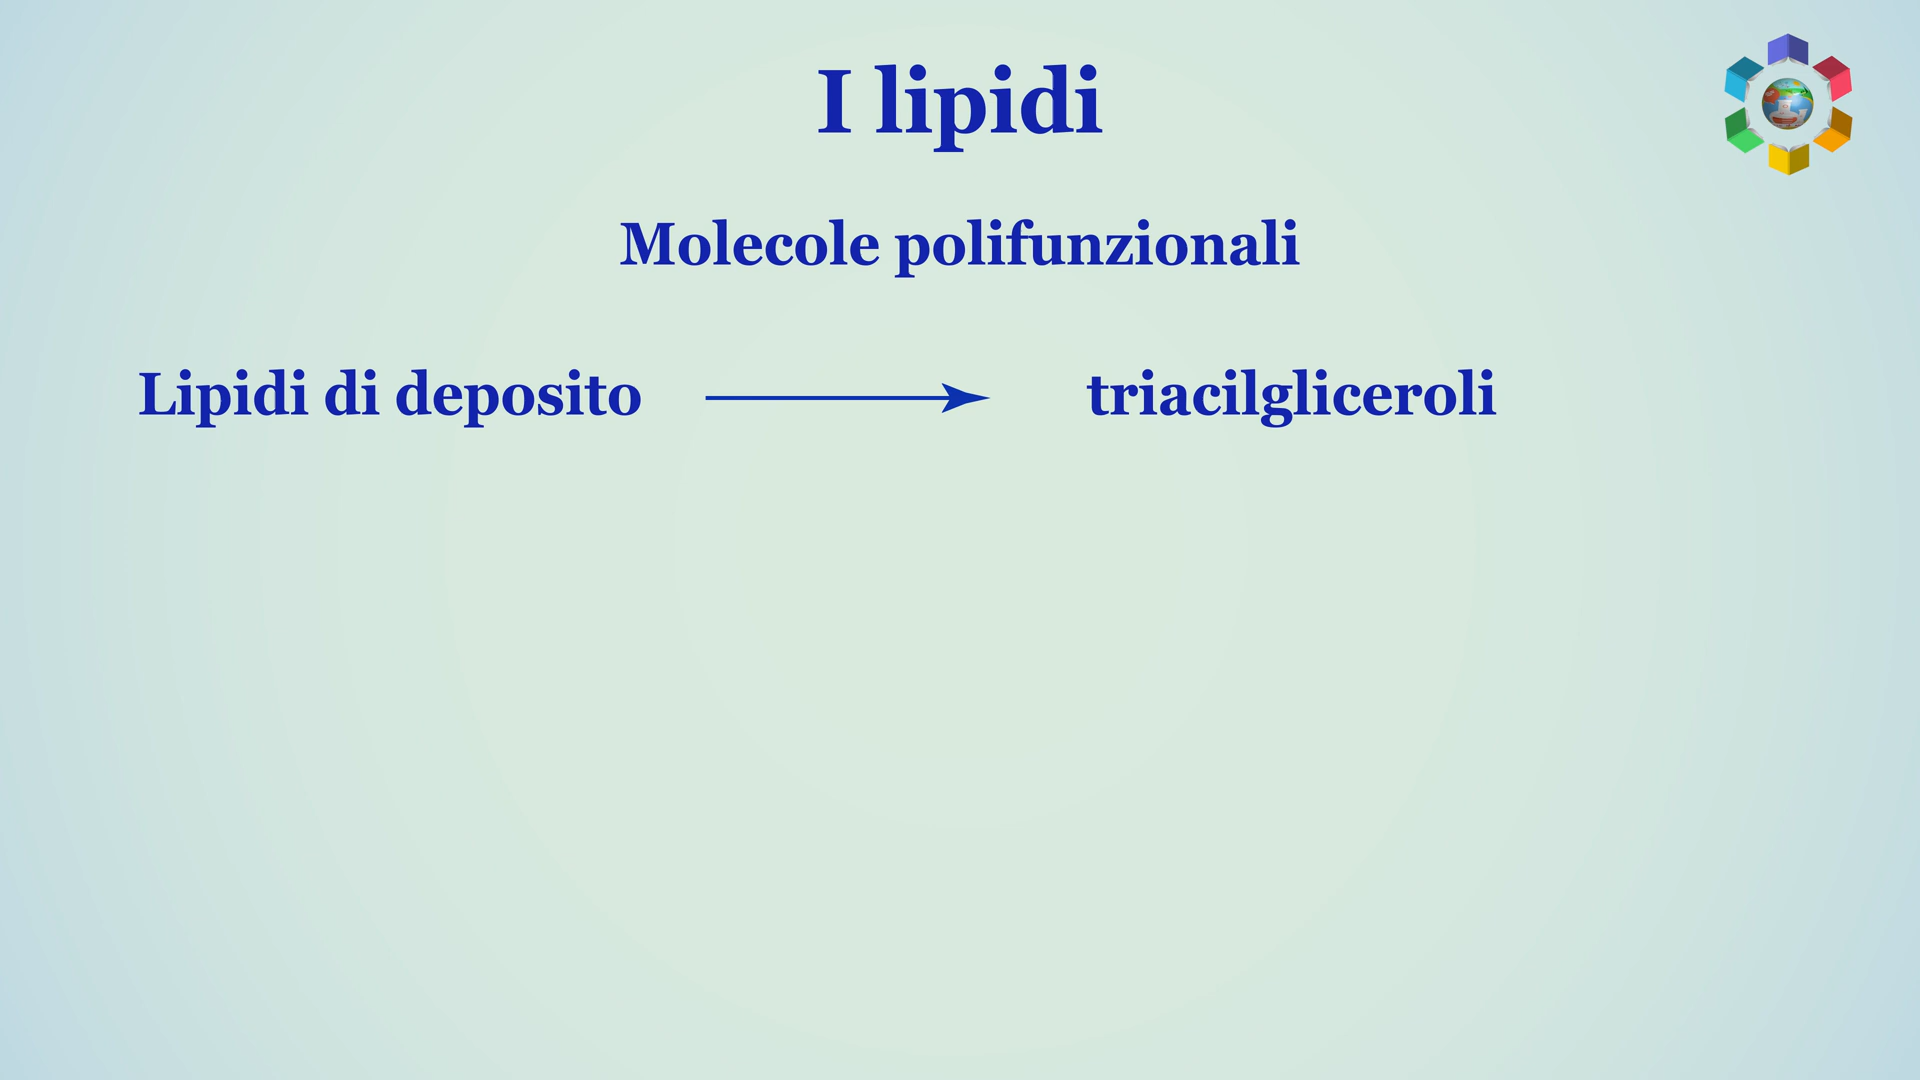 I lipidi
Molecole polifunzionali
Lipidi di deposito
triacilgliceroli